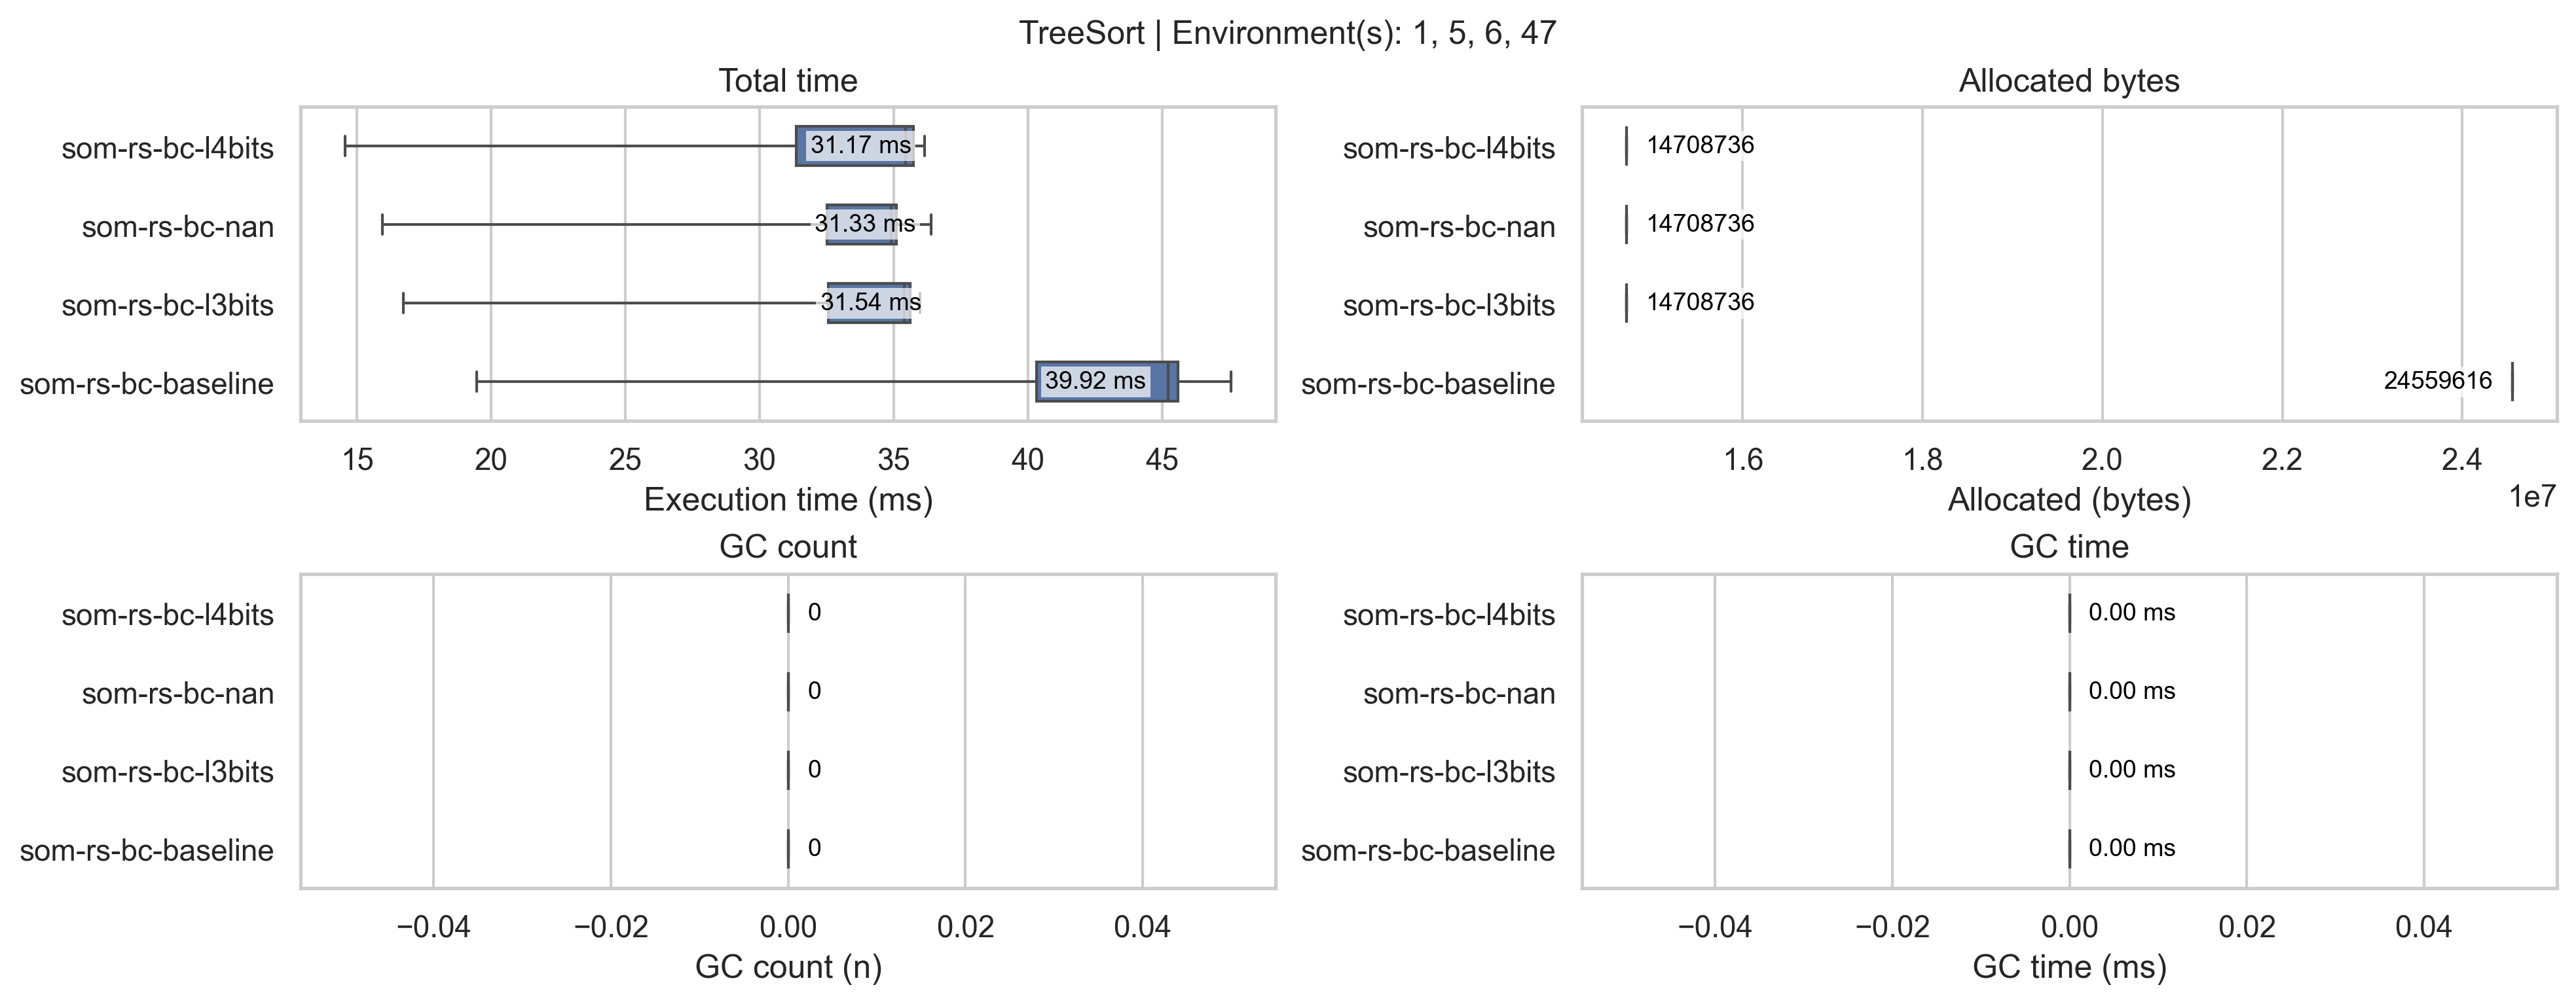 TreeSort | Environment(s): 1, 5, 6, 47
Total time
som-rs-bc-l4bits
31.17 ms
som-rs-bc-nan
31.33 ms
som-rs-bc-l3bits
31.54 ms
som-rs-bc-baseline
39.92 ms
15 20 25 30 35 40 45
Execution time (ms)
Allocated bytes
som-rs-bc-l4bits
14708736
som-rs-bc-nan
14708736
som-rs-bc-l3bits
14708736
som-rs-bc-baseline
24559616
1.6 1.8 2.0 2.2 2.4
1e7
Allocated (bytes)
GC count
som-rs-bc-l4bits
0
som-rs-bc-nan
0
som-rs-bc-l3bits
0
som-rs-bc-baseline
0
−0.04 −0.02 0.00 0.02 0.04
GC count (n)
GC time
som-rs-bc-l4bits
0.00 ms
som-rs-bc-nan
0.00 ms
som-rs-bc-l3bits
0.00 ms
som-rs-bc-baseline
0.00 ms
−0.04 −0.02 0.00 0.02 0.04
GC time (ms)